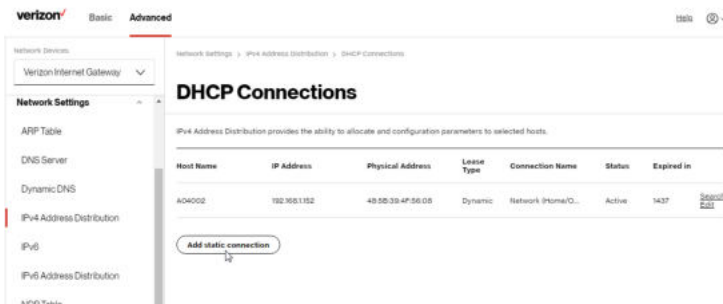 verizon✓ Basic Advanced Help
Network Devices
Verizon Internet Gateway
Network Settings
ARP Table
DNS Server
Dynamic DNS
IPv4 Address Distribution
IPv6
IPv6 Address Distribution
NDP Table
Network Settings > IPv4 Address Distribution > DHCP Connections
DHCP Connections
IPv4 Address Distribution provides the ability to allocate and configuration parameters to selected hosts.
Host Name IP Address Physical Address Lease Type Connection Name Status Expired in
A04002 192.168.1.152 48:5B:39:4F:56:08 Dynamic Network (Home/O... Active 1437 Search
Edit
Add static connection